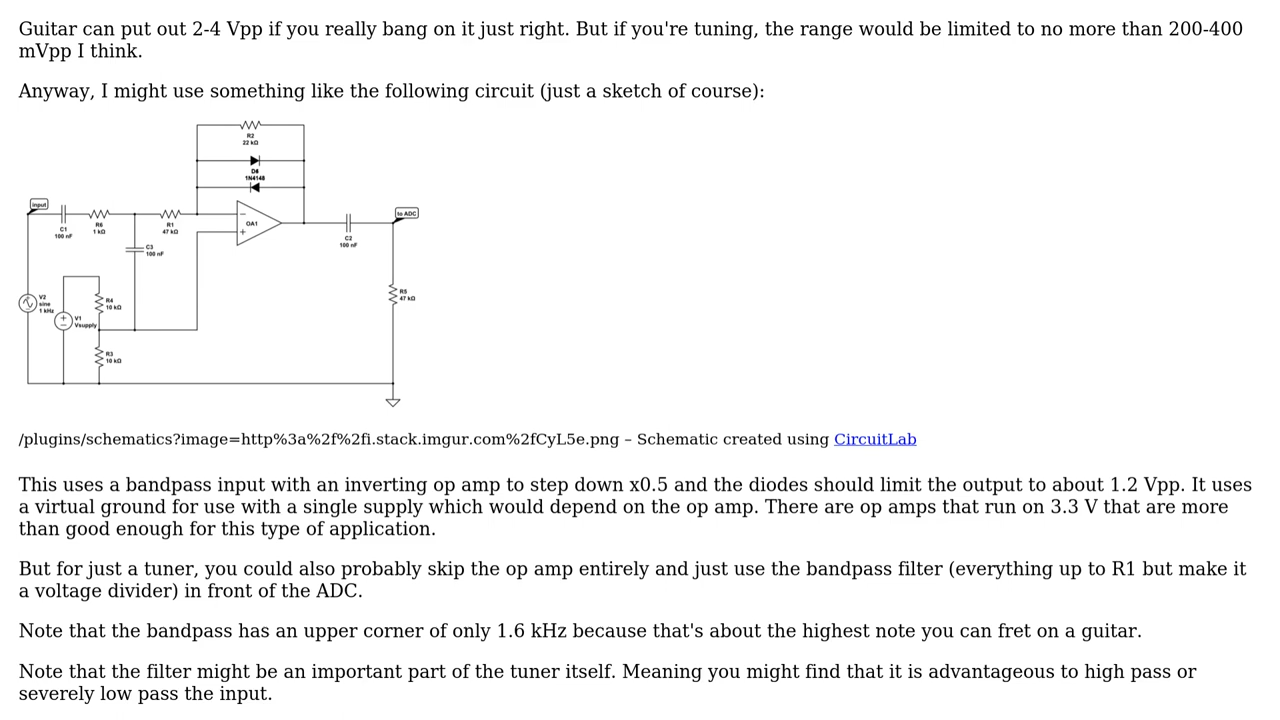 Guitar can put out 2-4 Vpp if you really bang on it just right. But if you're tuning, the range would be limited to no more than 200-400
mVpp I think.
Anyway, I might use something like the following circuit (just a sketch of course):
R2
22 kΩ
D8
1N4148
input
C1
100 nF
R6
1 kΩ
R1
47 kΩ
C3
100 nF
−
OA1
+
C2
100 nF
to ADC
V2
sine
1 kHz
+
−
V1
Vsupply
R4
10 kΩ
R3
10 kΩ
R5
47 kΩ
/plugins/schematics?image=http%3a%2f%2fi.stack.imgur.com%2fCyL5e.png – Schematic created using CircuitLab
This uses a bandpass input with an inverting op amp to step down x0.5 and the diodes should limit the output to about 1.2 Vpp. It uses
a virtual ground for use with a single supply which would depend on the op amp. There are op amps that run on 3.3 V that are more
than good enough for this type of application.
But for just a tuner, you could also probably skip the op amp entirely and just use the bandpass filter (everything up to R1 but make it
a voltage divider) in front of the ADC.
Note that the bandpass has an upper corner of only 1.6 kHz because that's about the highest note you can fret on a guitar.
Note that the filter might be an important part of the tuner itself. Meaning you might find that it is advantageous to high pass or
severely low pass the input.